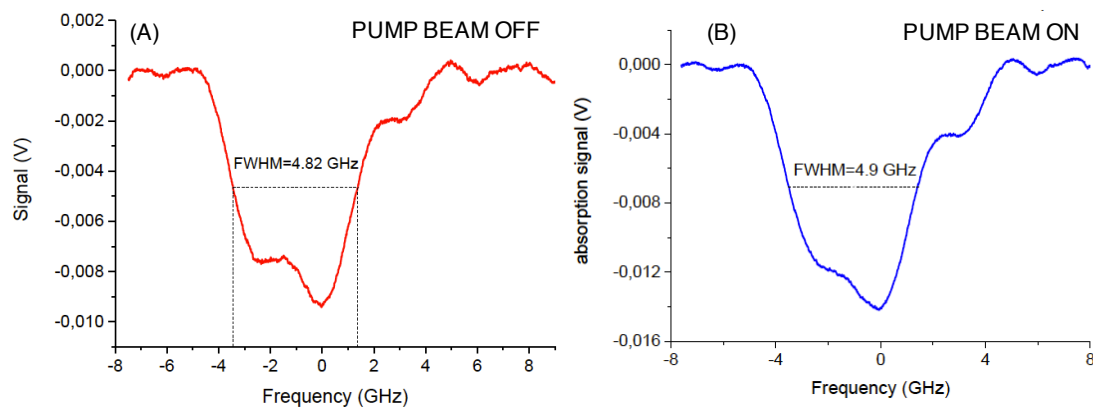 (A)
PUMP BEAM OFF
0,002
0,000
-0,002
-0,004
-0,006
-0,008
-0,010
Signal (V)
FWHM=4.82 GHz
-8 -6 -4 -2 0 2 4 6 8
Frequency (GHz)
(B)
PUMP BEAM ON
0,000
-0,004
-0,008
-0,012
-0,016
absorption signal (V)
FWHM=4.9 GHz
-8 -4 0 4 8
Frequency (GHz)